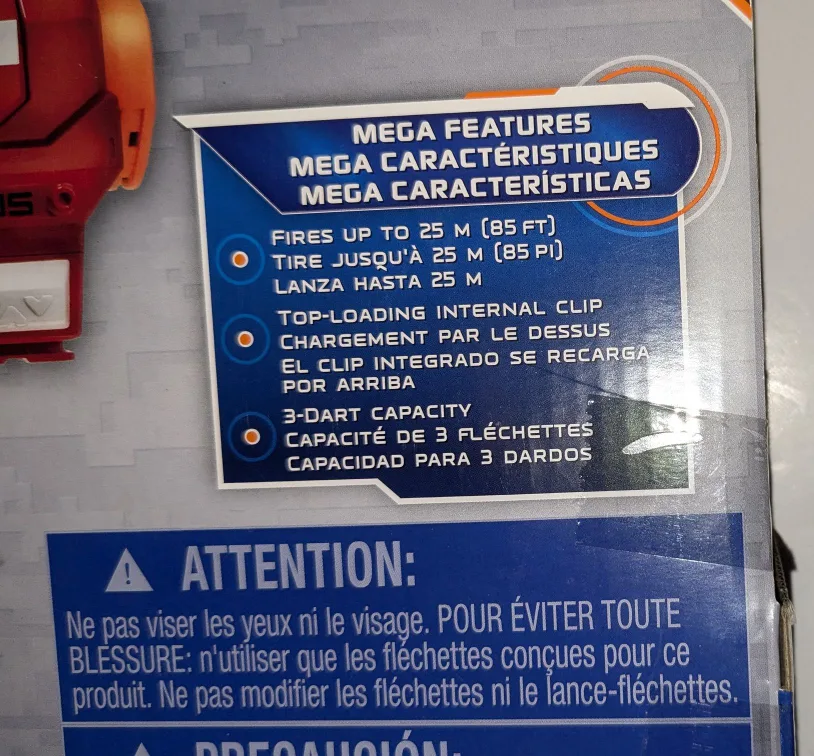 MEGA FEATURES
MEGA CARACTÉRISTIQUES
MEGA CARACTERÍSTICAS
FIRES UP TO 25 M (85 FT)
TIRE JUSQU'À 25 M (85 PI)
LANZA HASTA 25 M
TOP-LOADING INTERNAL CLIP
CHARGEMENT PAR LE DESSUS
EL CLIP INTEGRADO SE RECARGA
POR ARRIBA
3-DART CAPACITY
CAPACITÉ DE 3 FLÉCHETTES
CAPACIDAD PARA 3 DARDOS
ATTENTION:
Ne pas viser les yeux ni le visage. POUR ÉVITER TOUTE
BLESSURE: n'utiliser que les fléchettes conçues pour ce
produit. Ne pas modifier les fléchettes ni le lance-fléchettes.
PRECAUCIÓN: